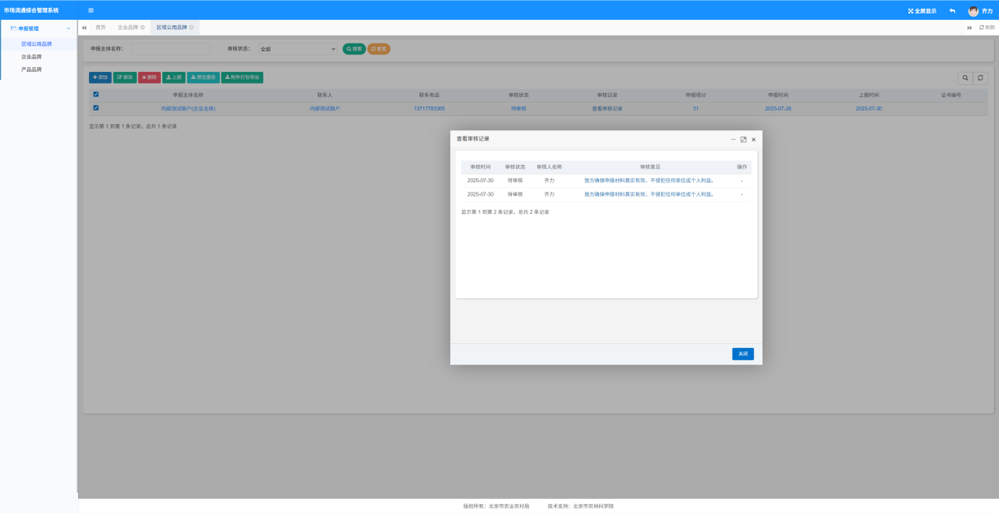 市场流通综合管理系统
全屏显示
齐力
申报管理
区域公用品牌
企业品牌
产品品牌
首页
企业品牌
区域公用品牌
刷新
申报主体名称：
审核状态：
全部
搜索
重置
添加
修改
删除
上报
预览报告
附件打包导出
申报主体名称 联系人 联系电话 审核状态 审核记录 申报得分 申报时间 上报时间 证书编号
内部测试账户(企业主体) 内部测试账户 13717783365 待审核 查看审核记录 31 2025-07-28 2025-07-30
显示第 1 到第 1 条记录，总共 1 条记录
查看审核记录
审核时间 审核状态 审核人名称 审核意见 操作
2025-07-30 待审核 齐力 我方确保申报材料真实有效，不侵犯任何单位或个人利益。 -
2025-07-30 待审核 齐力 我方确保申报材料真实有效，不侵犯任何单位或个人利益。 -
显示第 1 到第 2 条记录，总共 2 条记录
关闭
版权所有：北京市农业农村局 技术支持：北京市农林科学院